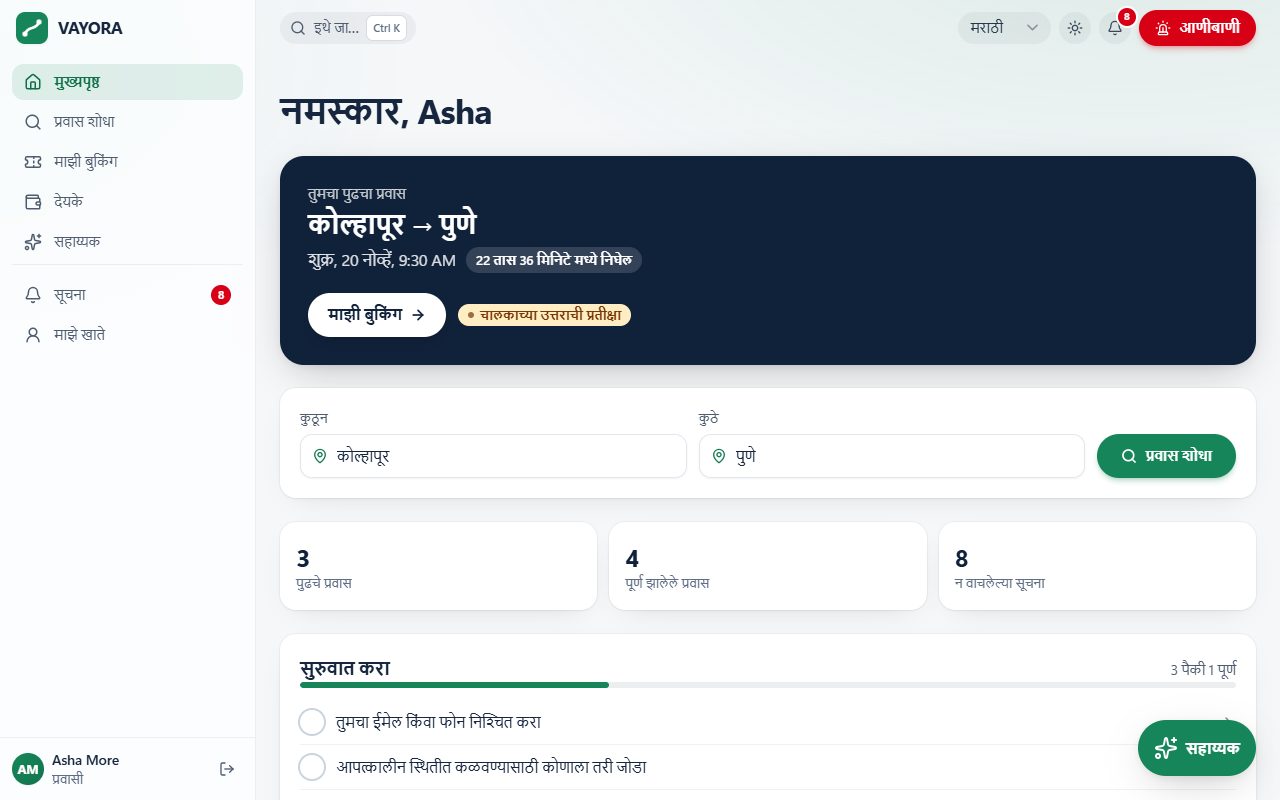 VAYORA
मुख्यपृष्ठ
प्रवास शोधा
माझी बुकिंग
देयके
सहाय्यक
सूचना
8
माझे खाते
Asha More
प्रवासी
AM
इथे जा...
Ctrl K
मराठी
8
आणीबाणी
नमस्कार, Asha
तुमचा पुढचा प्रवास
कोल्हापूर → पुणे
शुक्र, 20 नोव्हें, 9:30 AM
22 तास 36 मिनिटे मध्ये निघेल
माझी बुकिंग →
चालकाच्या उत्तराची प्रतीक्षा
कुठून
कोल्हापूर
कुठे
पुणे
प्रवास शोधा
3
पुढचे प्रवास
4
पूर्ण झालेले प्रवास
8
न वाचलेल्या सूचना
सुरुवात करा
3 पैकी 1 पूर्ण
तुमचा ईमेल किंवा फोन निश्चित करा
आपत्कालीन स्थितीत कळवण्यासाठी कोणाला तरी जोडा
सहाय्यक